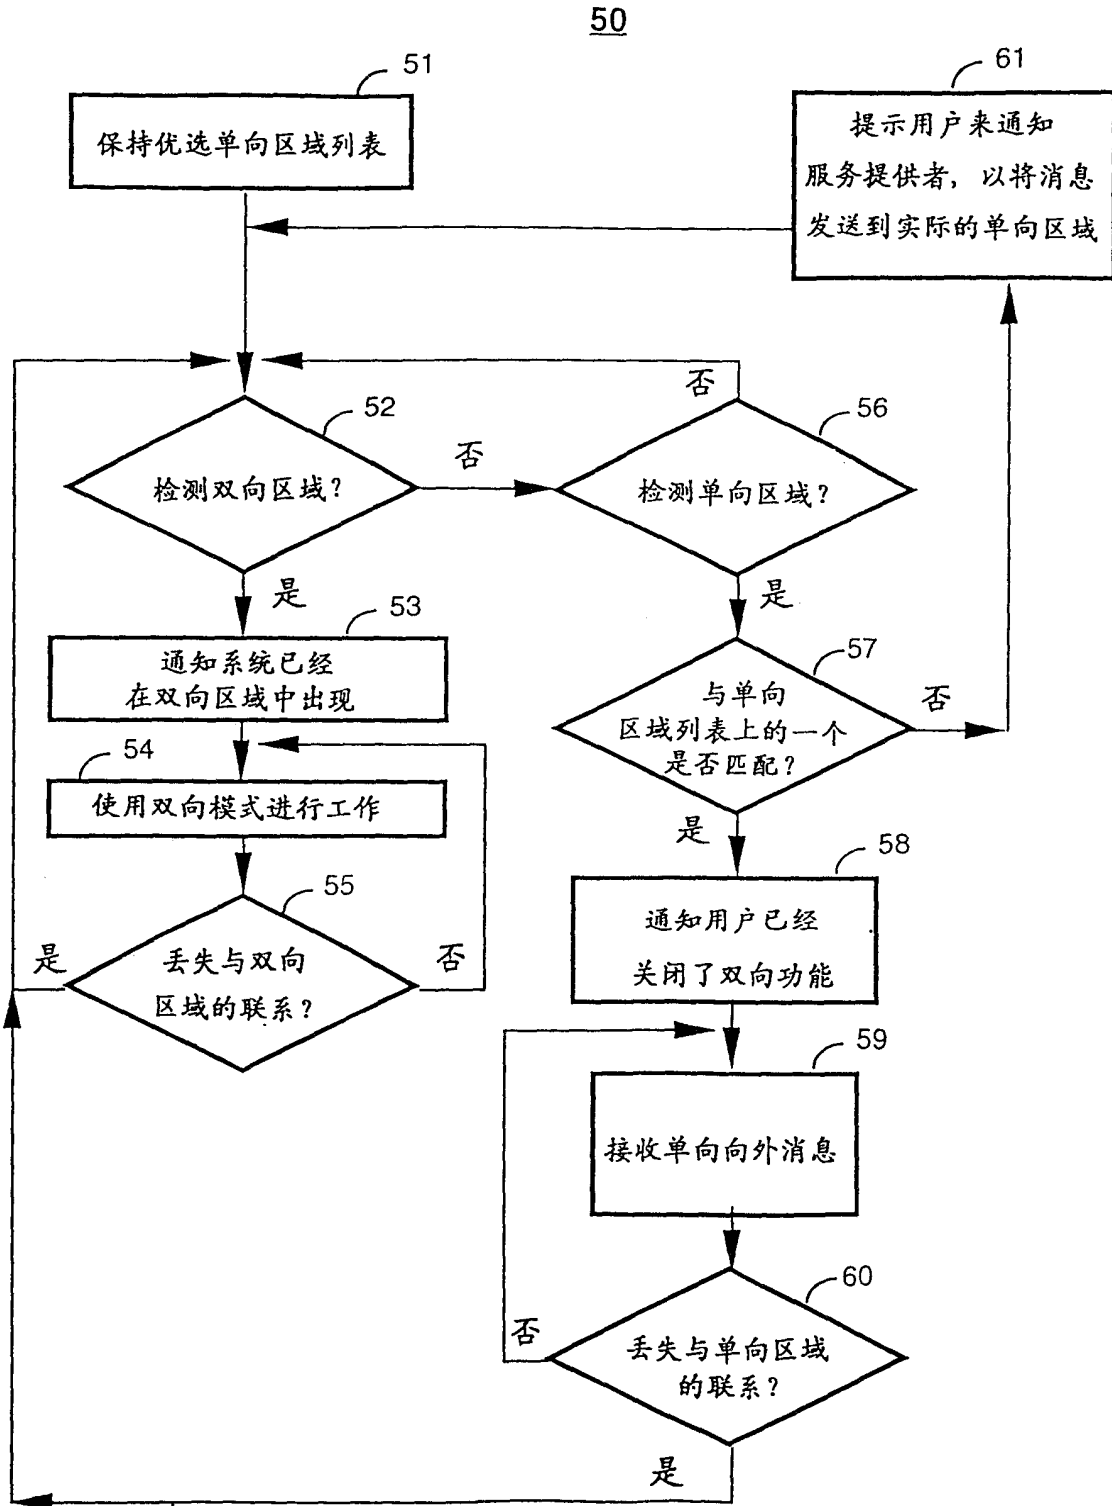 50
51
保持优选单向区域列表
61
提示用户来通知
服务提供者，以将消息
发送到实际的单向区域
52
检测双向区域？
否
56
检测单向区域？
否
是
53
通知系统已经
在双向区域中出现
54
使用双向模式进行工作
55
丢失与双向
区域的联系？
是
否
是
57
与单向
区域列表上的一个
是否匹配？
否
是
58
通知用户已经
关闭了双向功能
59
接收单向向外消息
60
丢失与单向区域
的联系？
否
是